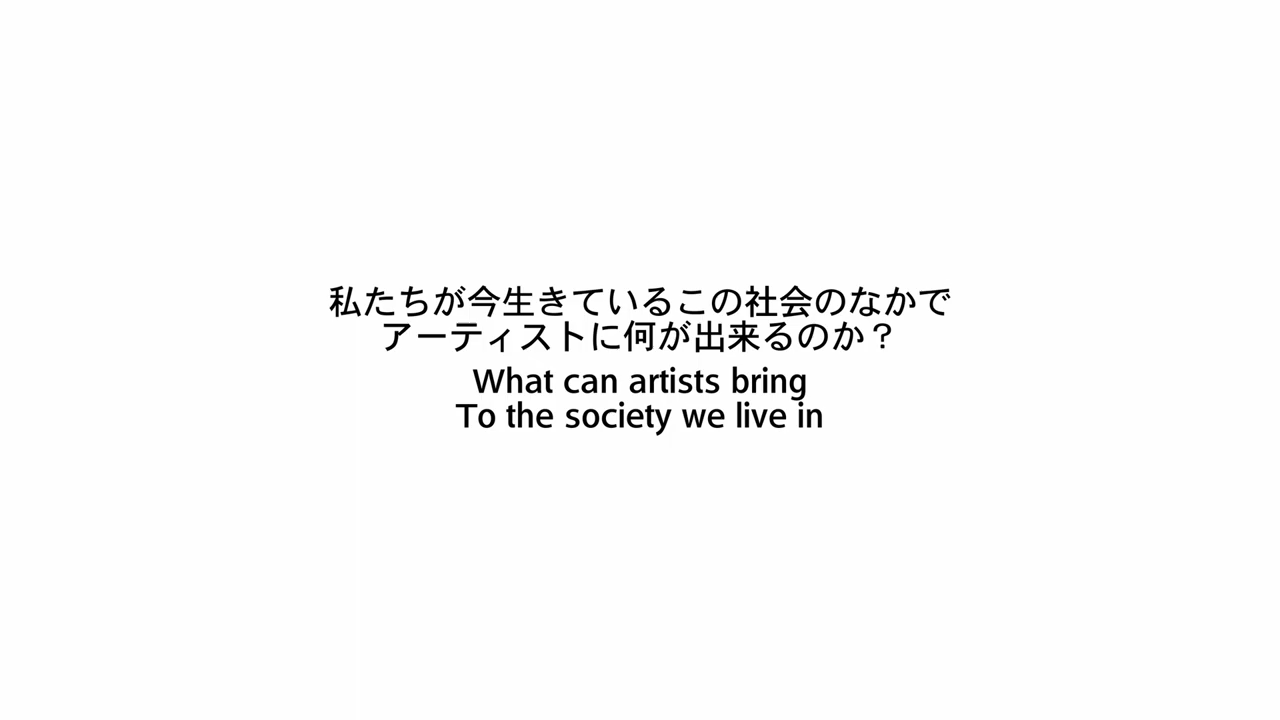 私たちが今生きているこの社会のなかで
アーティストに何が出来るのか？
What can artists bring
To the society we live in